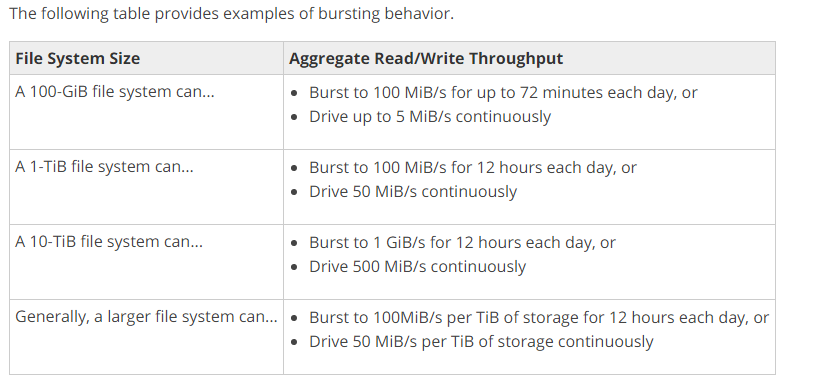 The following table provides examples of bursting behavior.
File System Size
Aggregate Read/Write Throughput
A 100-GiB file system can...
• Burst to 100 MiB/s for up to 72 minutes each day, or
• Drive up to 5 MiB/s continuously
A 1-TiB file system can...
• Burst to 100 MiB/s for 12 hours each day, or
• Drive 50 MiB/s continuously
A 10-TiB file system can...
• Burst to 1 GiB/s for 12 hours each day, or
• Drive 500 MiB/s continuously
Generally, a larger file system can...
• Burst to 100MiB/s per TiB of storage for 12 hours each day, or
• Drive 50 MiB/s per TiB of storage continuously